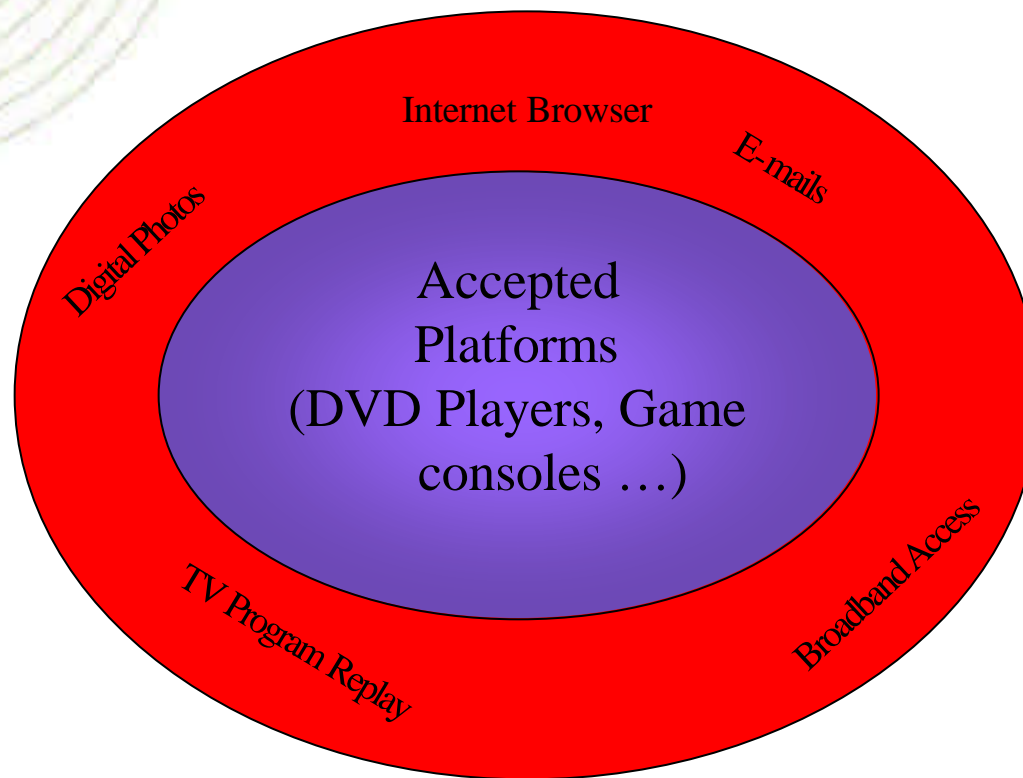 Internet Browser
E-mails
Digital Photos
Accepted
Platforms
(DVD Players, Game
consoles …)
Broadband Access
TV Program Replay